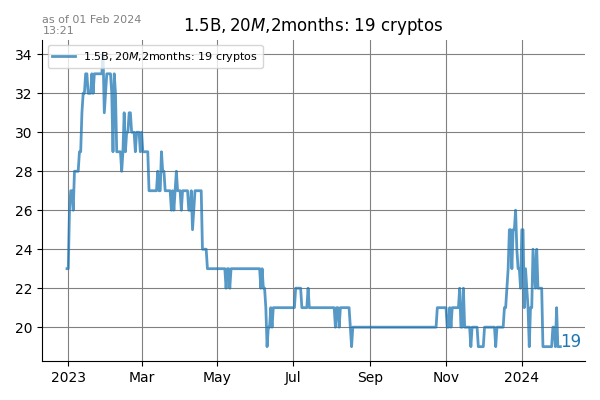 as of 01 Feb 2024
13:21
1.5B, 20M,2months: 19 cryptos
1.5B, 20M,2months: 19 cryptos
34
32
30
28
26
24
22
20
19
2023 Mar May Jul Sep Nov 2024